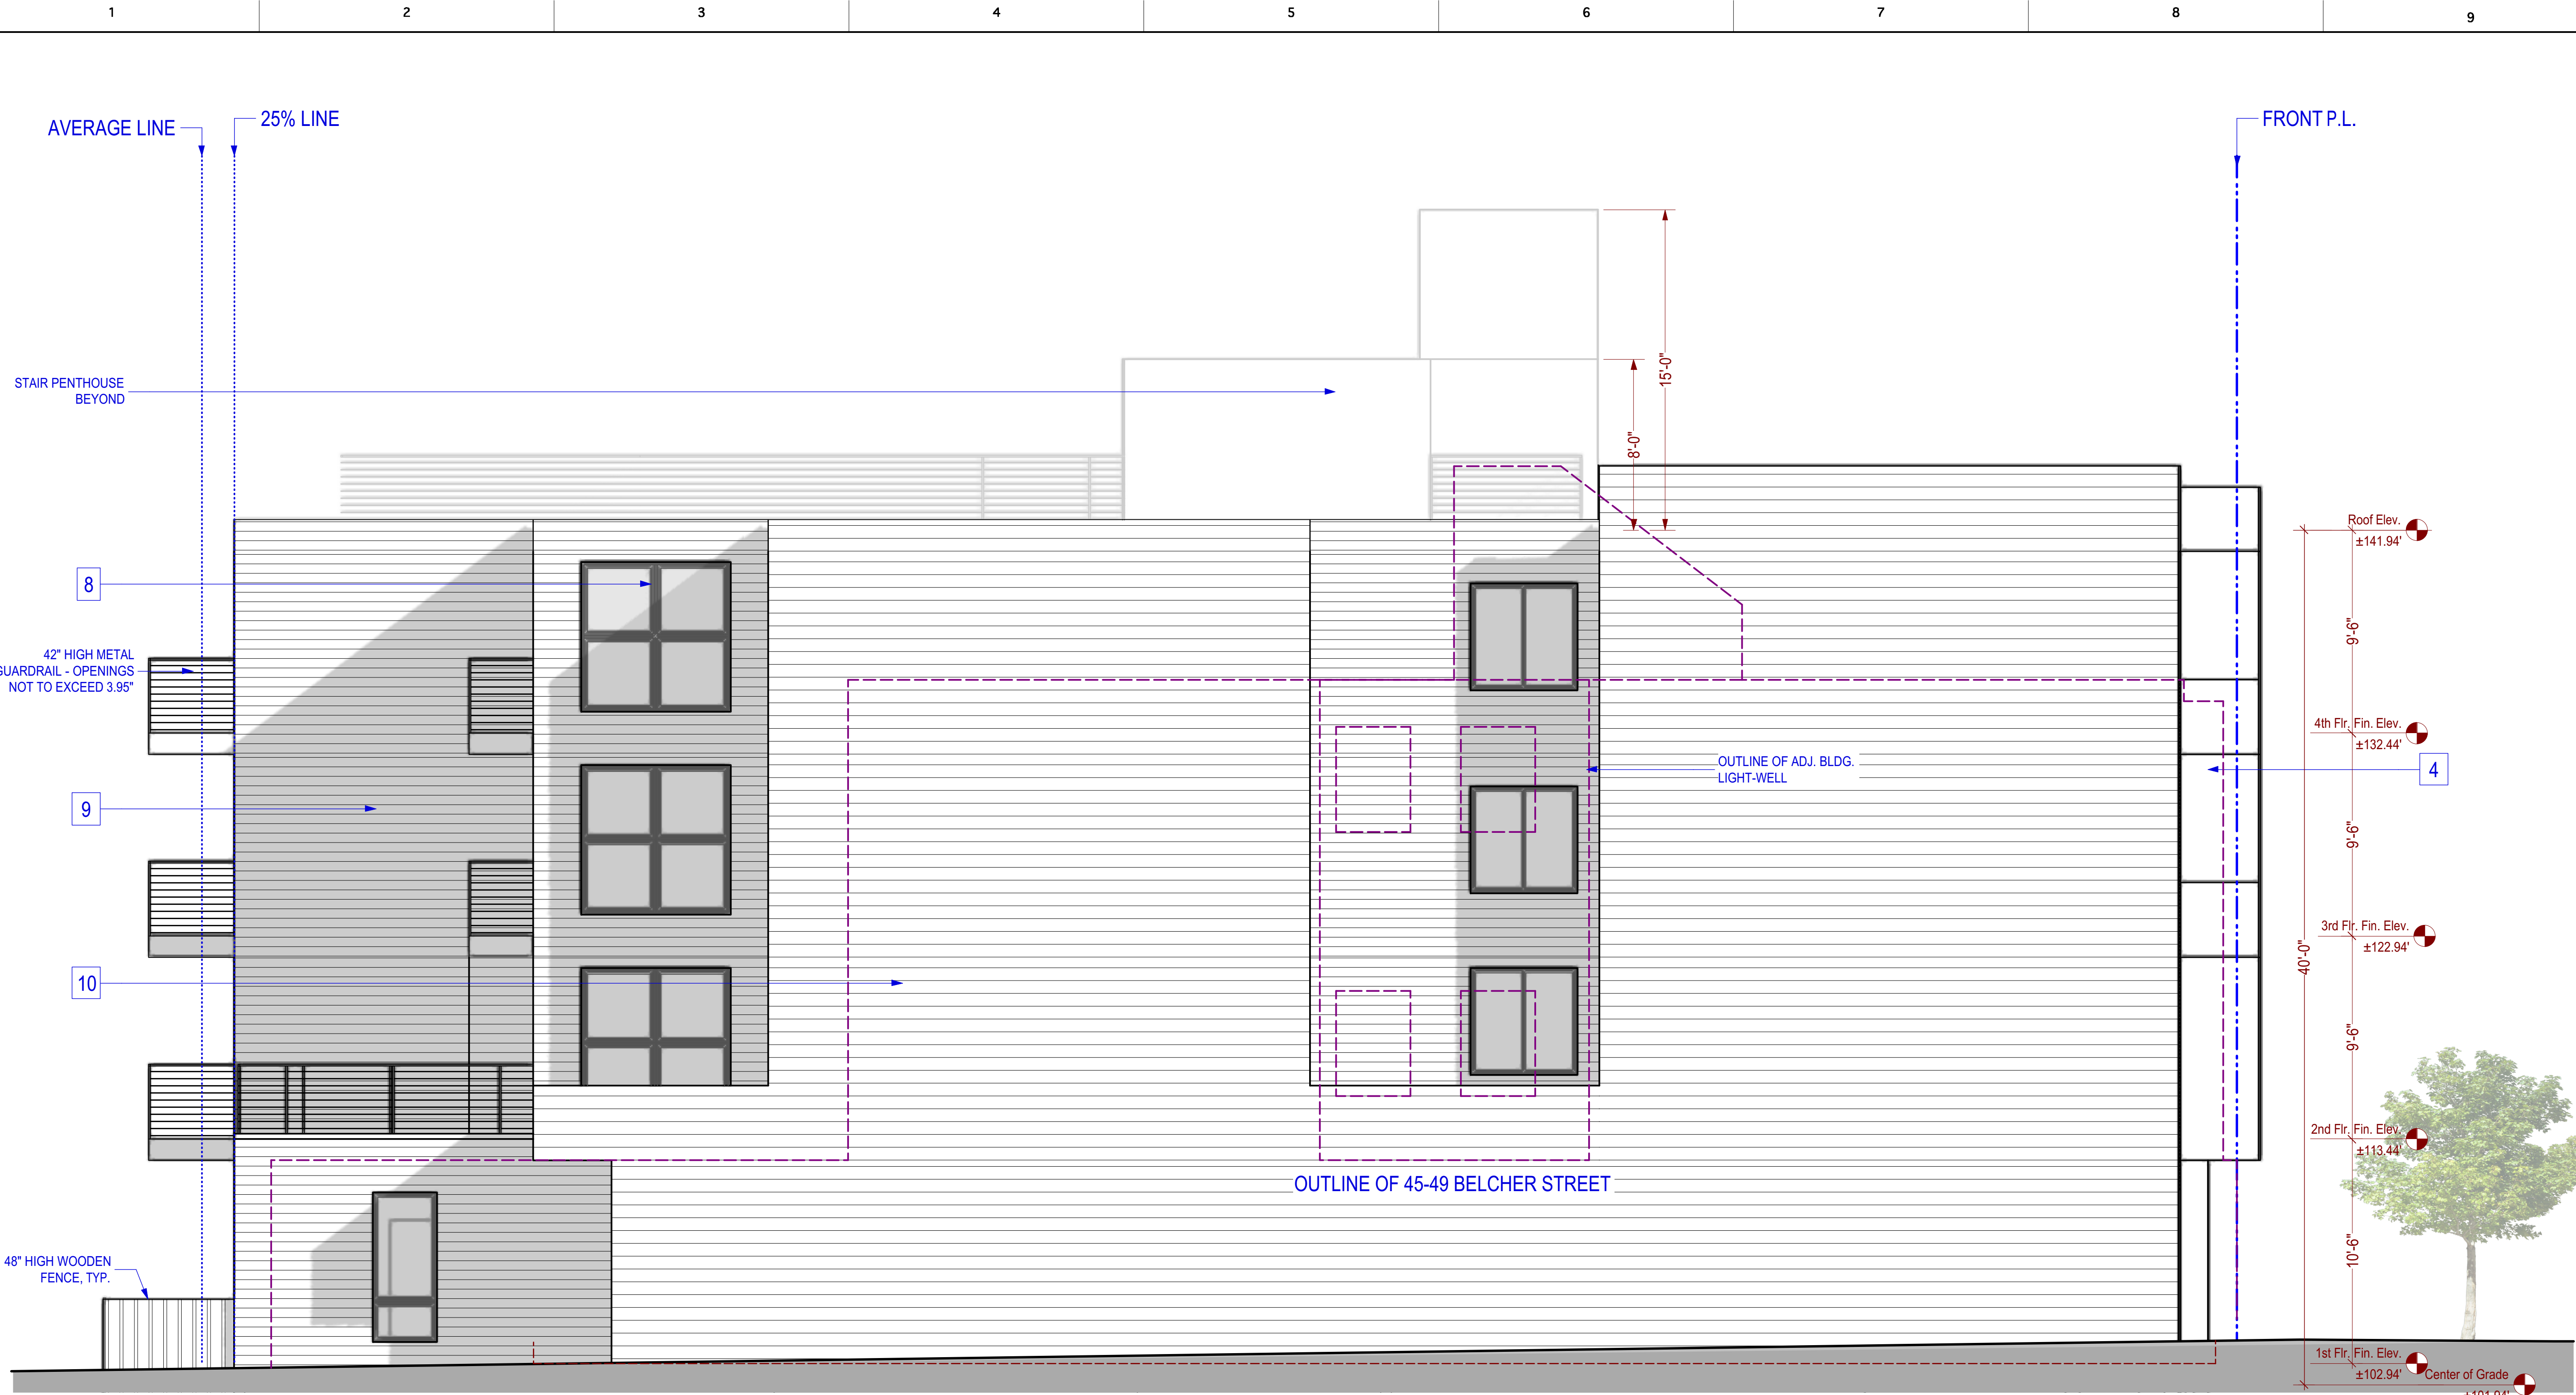 1 2 3 4 5 6 7 8 9
AVERAGE LINE
25% LINE
FRONT P.L.
STAIR PENTHOUSE
BEYOND
15'-0"
8'-0"
Roof Elev.
±141.94'
8
9'-6"
42" HIGH METAL
GUARDRAIL - OPENINGS
NOT TO EXCEED 3.95"
4th Flr. Fin. Elev.
±132.44'
OUTLINE OF ADJ. BLDG.
LIGHT-WELL
4
9
9'-6"
3rd Flr. Fin. Elev.
±122.94'
40'-0"
10
9'-6"
2nd Flr. Fin. Elev.
±113.44'
OUTLINE OF 45-49 BELCHER STREET
48" HIGH WOODEN
FENCE, TYP.
10'-6"
1st Flr. Fin. Elev.
±102.94'
Center of Grade
±101.94'